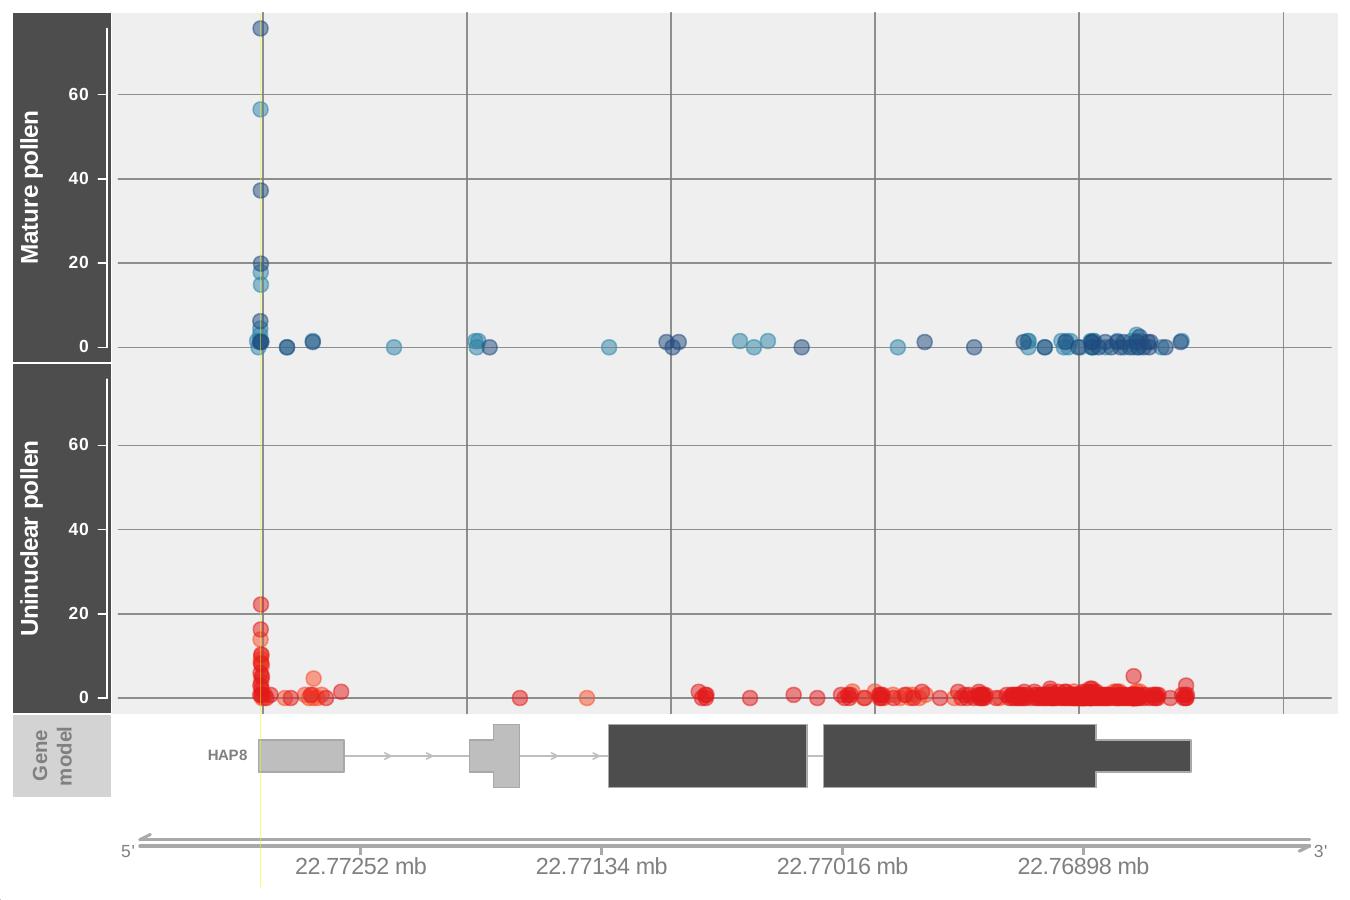 Mature pollen
60
40
20
0
Uninuclear pollen
60
40
20
0
Gene
model
HAP8
5'
3'
22.77252 mb
22.77134 mb
22.77016 mb
22.76898 mb